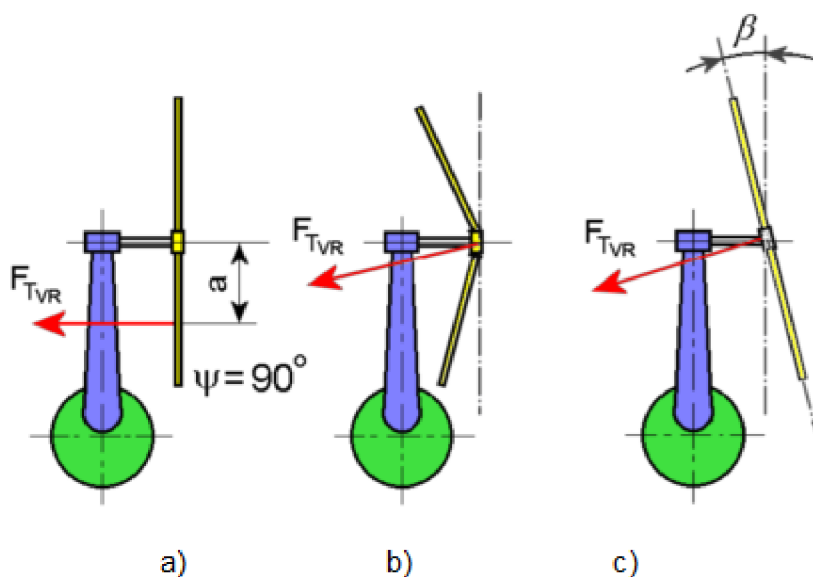 β
F_TVR
a
ψ = 90°
F_TVR
F_TVR
a) b) c)